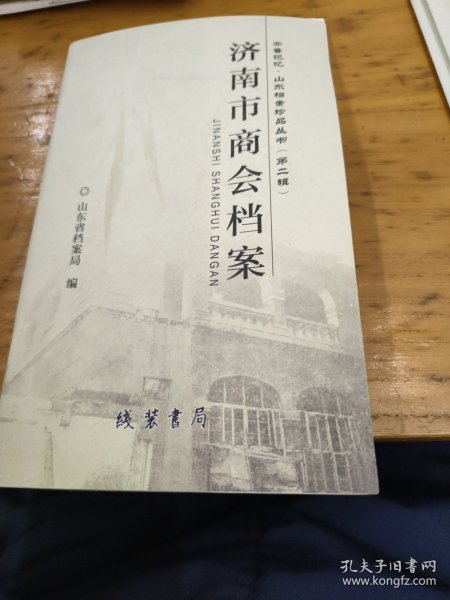 齐鲁记忆·山东档案珍品丛书（第二辑）
济南市商会档案
JINANSHI SHANGHUI DANGAN
◎山东省档案局 编
线装书局
孔夫子旧书网
www.kongfz.com